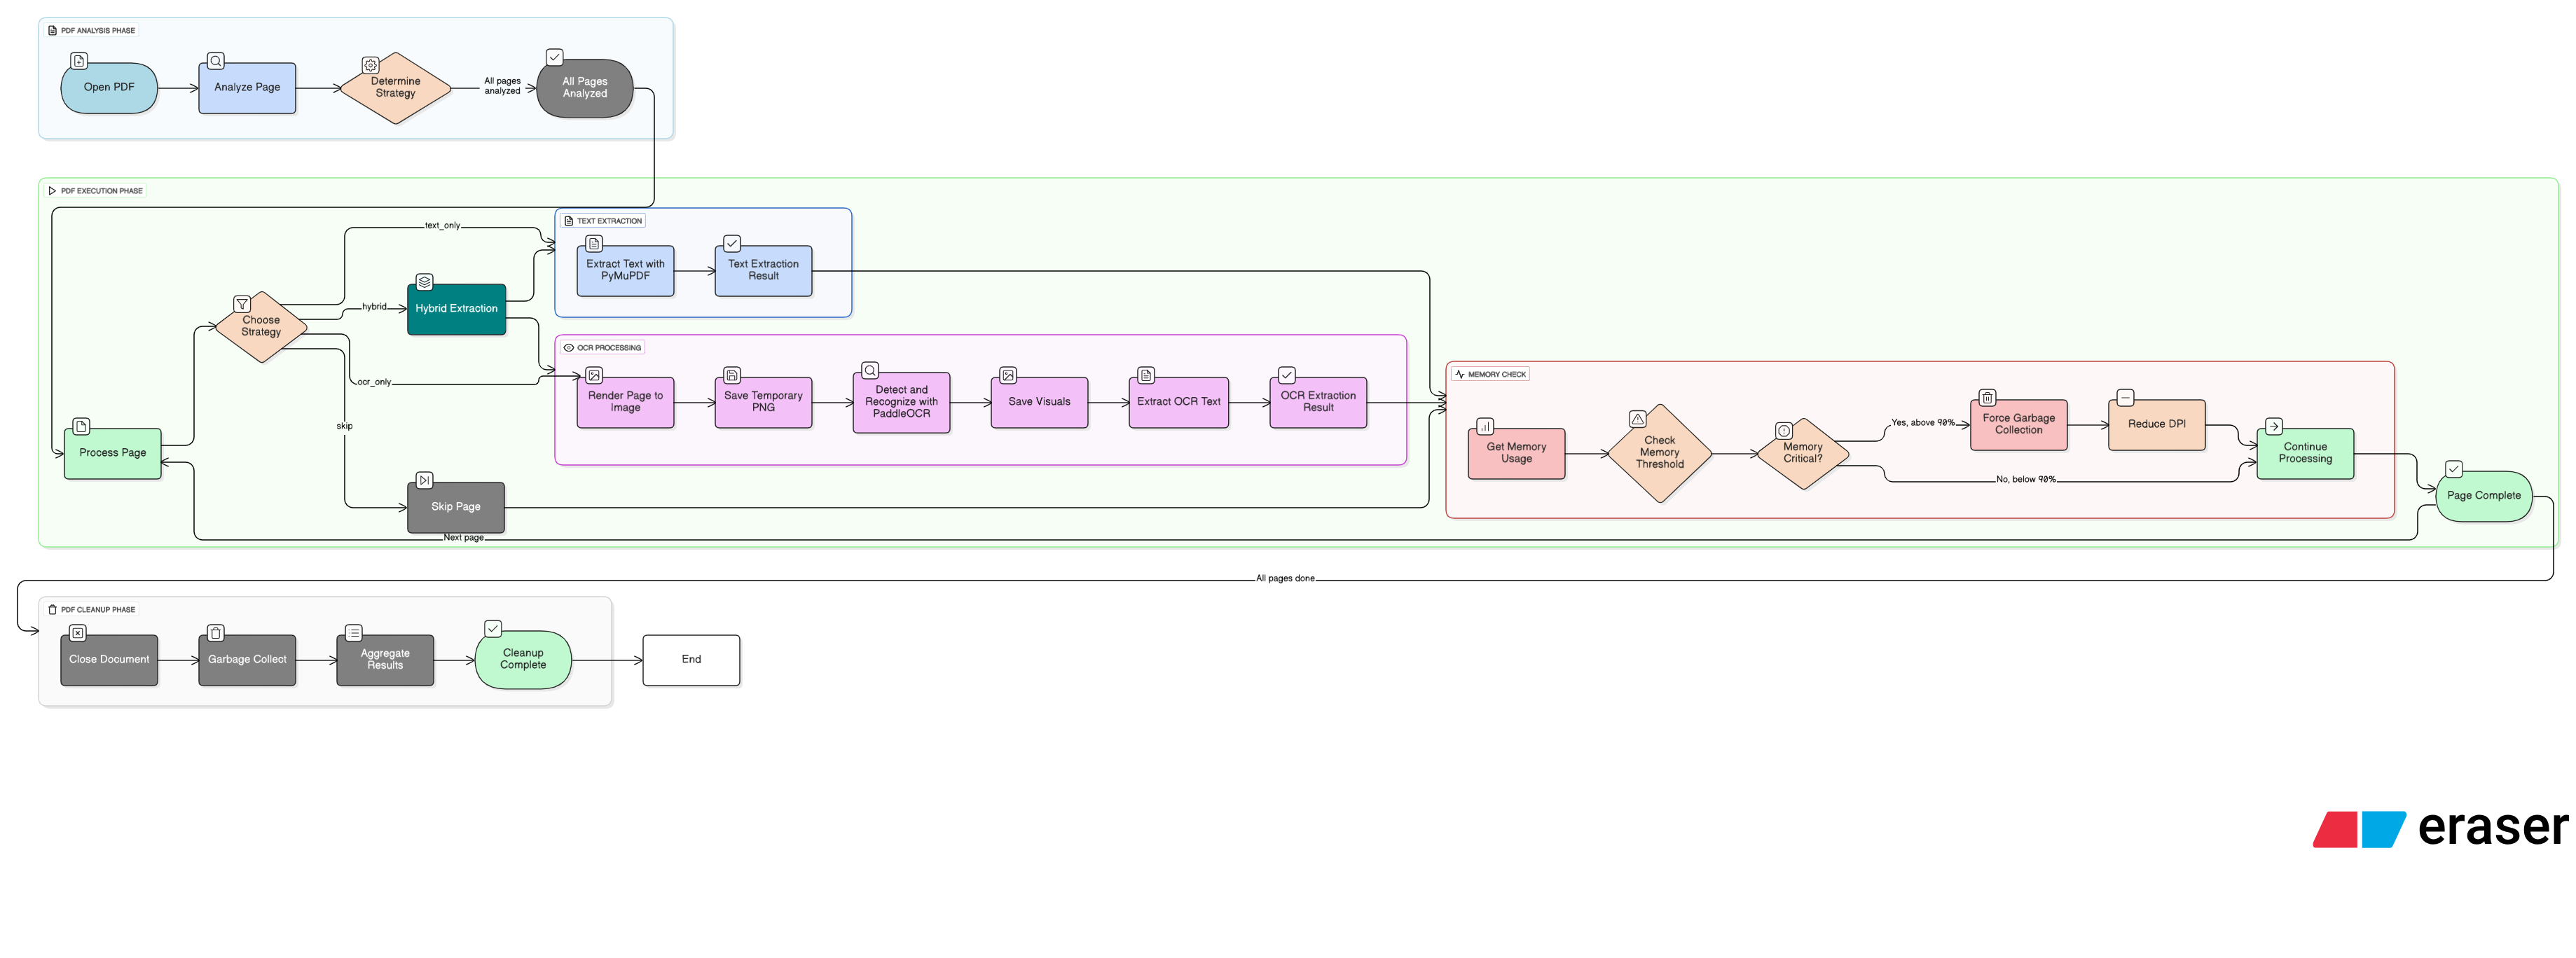 PDF ANALYSIS PHASE
Open PDF
Analyze Page
Determine
Strategy
All pages
analyzed
All Pages
Analyzed
PDF EXECUTION PHASE
Process Page
Choose
Strategy
text_only
hybrid
ocr_only
skip
Hybrid Extraction
Skip Page
TEXT EXTRACTION
Extract Text with
PyMuPDF
Text Extraction
Result
OCR PROCESSING
Render Page to
Image
Save Temporary
PNG
Detect and
Recognize with
PaddleOCR
Save Visuals
Extract OCR Text
OCR Extraction
Result
MEMORY CHECK
Get Memory
Usage
Check
Memory
Threshold
Memory
Critical?
Yes, above 90%
No, below 90%
Force Garbage
Collection
Reduce DPI
Continue
Processing
Page Complete
Next page
All pages done
PDF CLEANUP PHASE
Close Document
Garbage Collect
Aggregate
Results
Cleanup
Complete
End
eraser